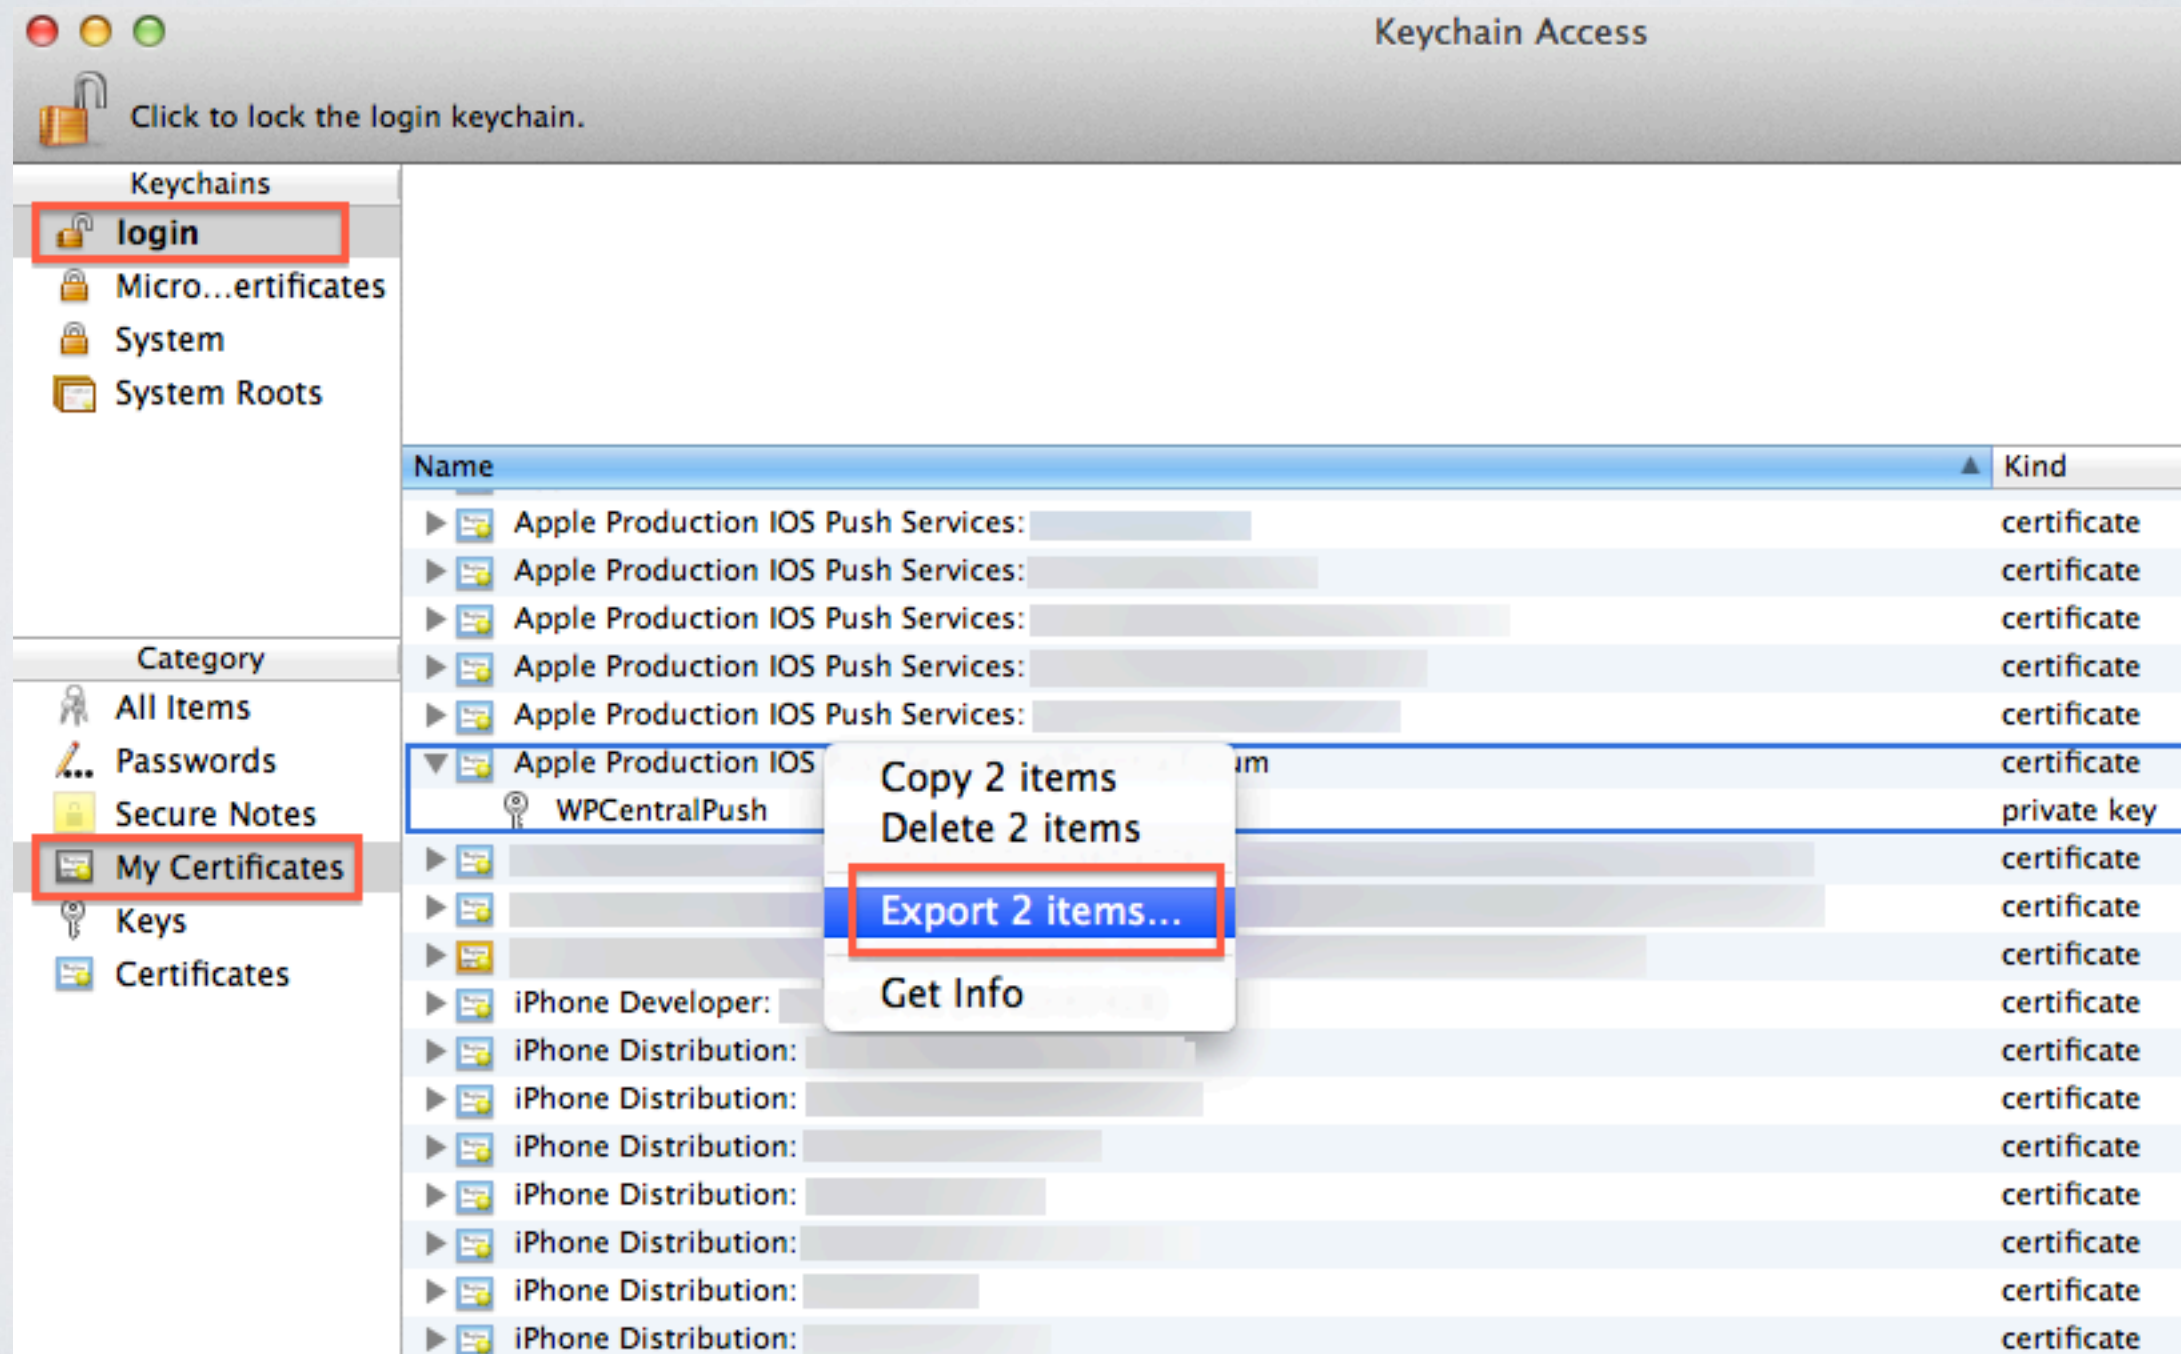 Keychain Access
Click to lock the login keychain.
Keychains
login
Micro...ertificates
System
System Roots
Category
All Items
Passwords
Secure Notes
My Certificates
Keys
Certificates
Name Kind
Apple Production IOS Push Services: certificate
Apple Production IOS Push Services: certificate
Apple Production IOS Push Services: certificate
Apple Production IOS Push Services: certificate
Apple Production IOS Push Services: certificate
Apple Production IOS certificate
WPCentralPush private key
certificate
certificate
certificate
iPhone Developer: certificate
iPhone Distribution: certificate
iPhone Distribution: certificate
iPhone Distribution: certificate
iPhone Distribution: certificate
iPhone Distribution: certificate
iPhone Distribution: certificate
iPhone Distribution: certificate
Copy 2 items
Delete 2 items
Export 2 items...
Get Info